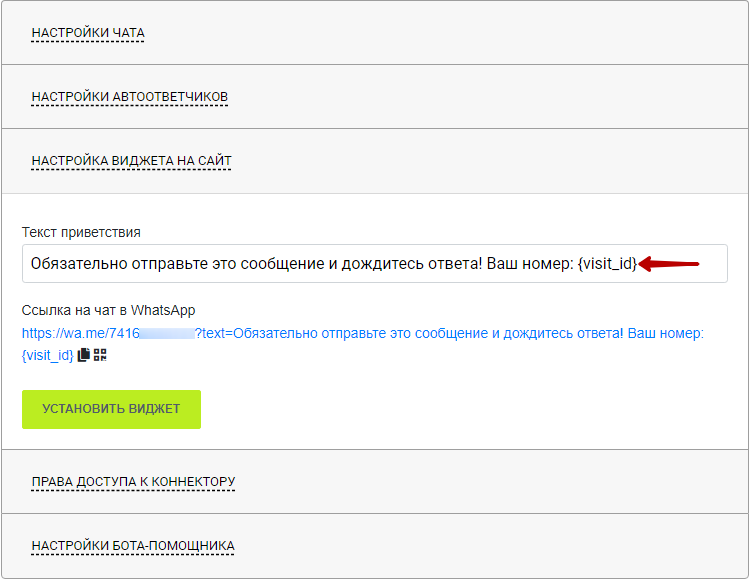 НАСТРОЙКИ ЧАТА
НАСТРОЙКИ АВТООТВЕТЧИКОВ
НАСТРОЙКА ВИДЖЕТА НА САЙТ
Текст приветствия
Обязательно отправьте это сообщение и дождитесь ответа! Ваш номер: {visit_id}
Ссылка на чат в WhatsApp
https://wa.me/7416 ?text=Обязательно отправьте это сообщение и дождитесь ответа! Ваш номер:
{visit_id}
УСТАНОВИТЬ ВИДЖЕТ
ПРАВА ДОСТУПА К КОННЕКТОРУ
НАСТРОЙКИ БОТА-ПОМОЩНИКА